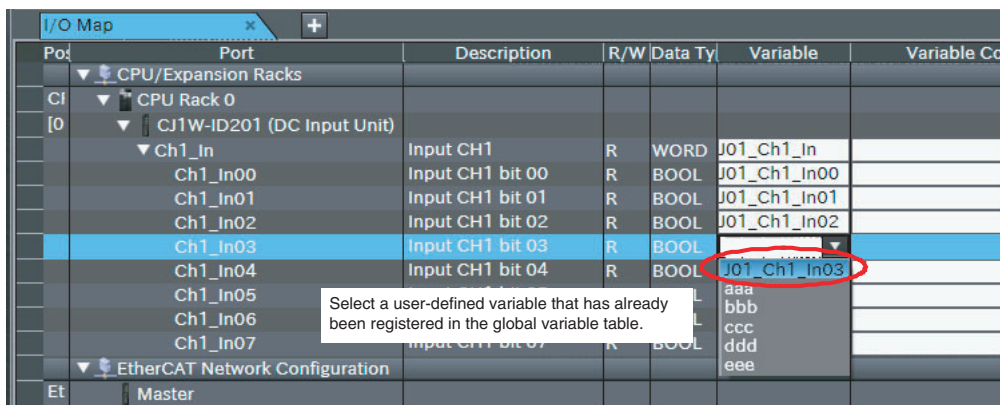 I/O Map × +
Pos Port Description R/W Data Ty Variable Variable Co
▼ CPU/Expansion Racks
▼ CPU Rack 0
[0 ▼ CJ1W-ID201 (DC Input Unit)
▼ Ch1_In Input CH1 R WORD J01_Ch1_In
Ch1_In00 Input CH1 bit 00 R BOOL J01_Ch1_In00
Ch1_In01 Input CH1 bit 01 R BOOL J01_Ch1_In01
Ch1_In02 Input CH1 bit 02 R BOOL J01_Ch1_In02
Ch1_In03 Input CH1 bit 03 R BOOL
Ch1_In04 Input CH1 bit 04 R BOOL J01_Ch1_In03
Ch1_In05 aaa
Ch1_In06 bbb
Select a user-defined variable that has already
been registered in the global variable table.
ccc
Ch1_In07 R BOOL ddd
▼ EtherCAT Network Configuration eee
Et Master